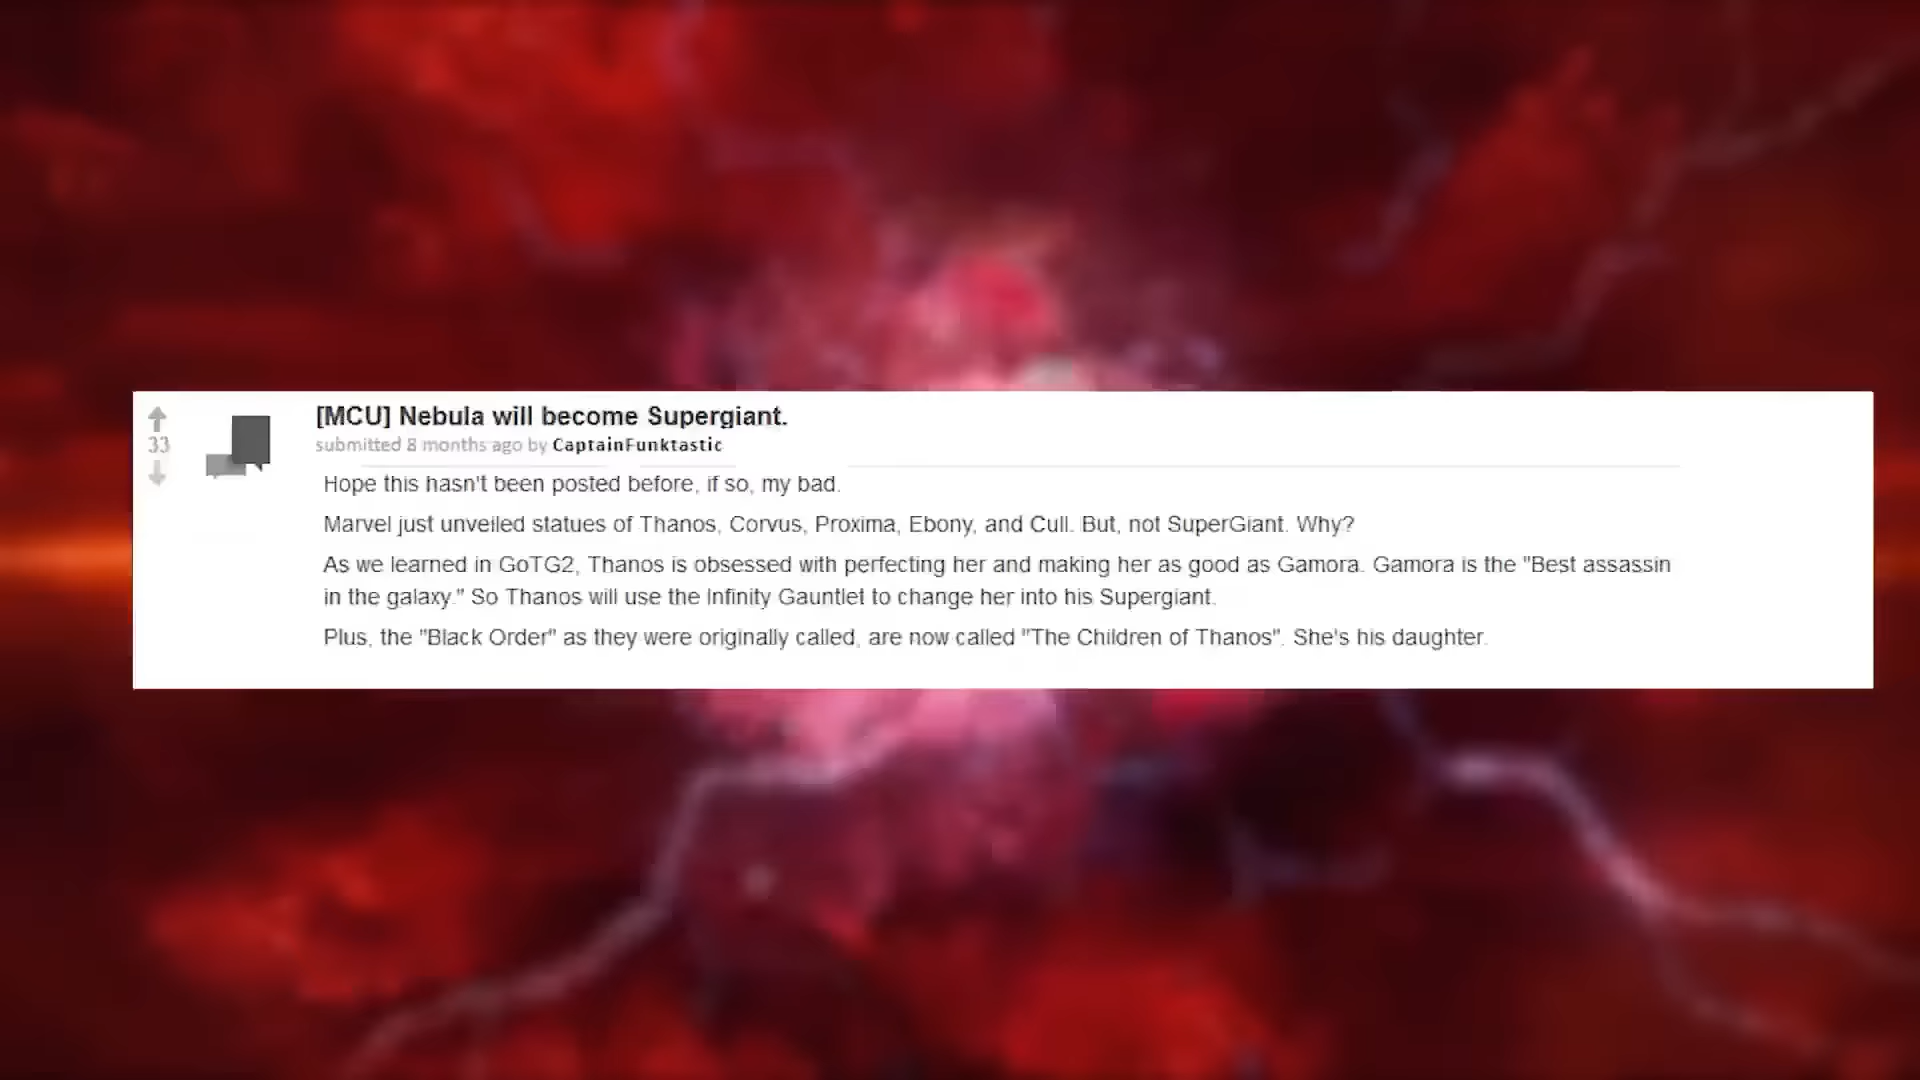 [MCU] Nebula will become Supergiant.
33
submitted 8 months ago by CaptainFunktastic
Hope this hasn't been posted before, if so, my bad.
Marvel just unveiled statues of Thanos, Corvus, Proxima, Ebony, and Cull. But, not SuperGiant. Why?
As we learned in GoTG2, Thanos is obsessed with perfecting her and making her as good as Gamora. Gamora is the "Best assassin
in the galaxy." So Thanos will use the Infinity Gauntlet to change her into his Supergiant.
Plus, the "Black Order" as they were originally called, are now called "The Children of Thanos". She's his daughter.